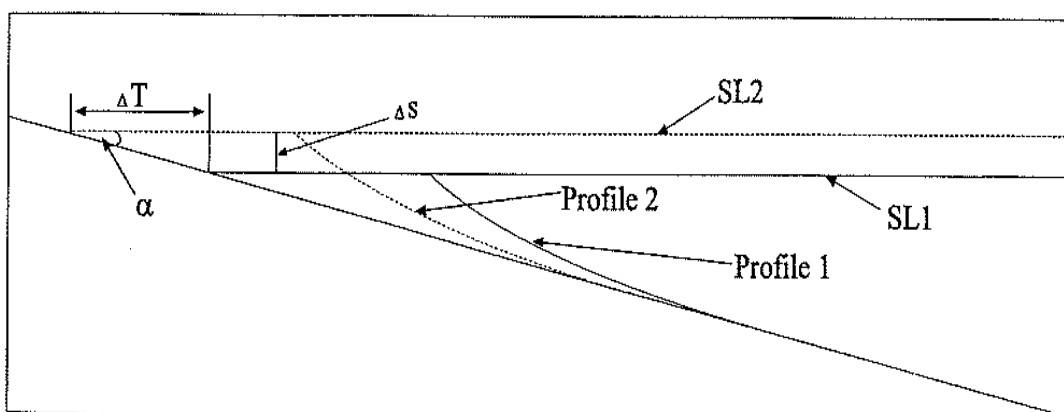 ΔT
SL2
Δs
α
Profile 2
SL1
Profile 1